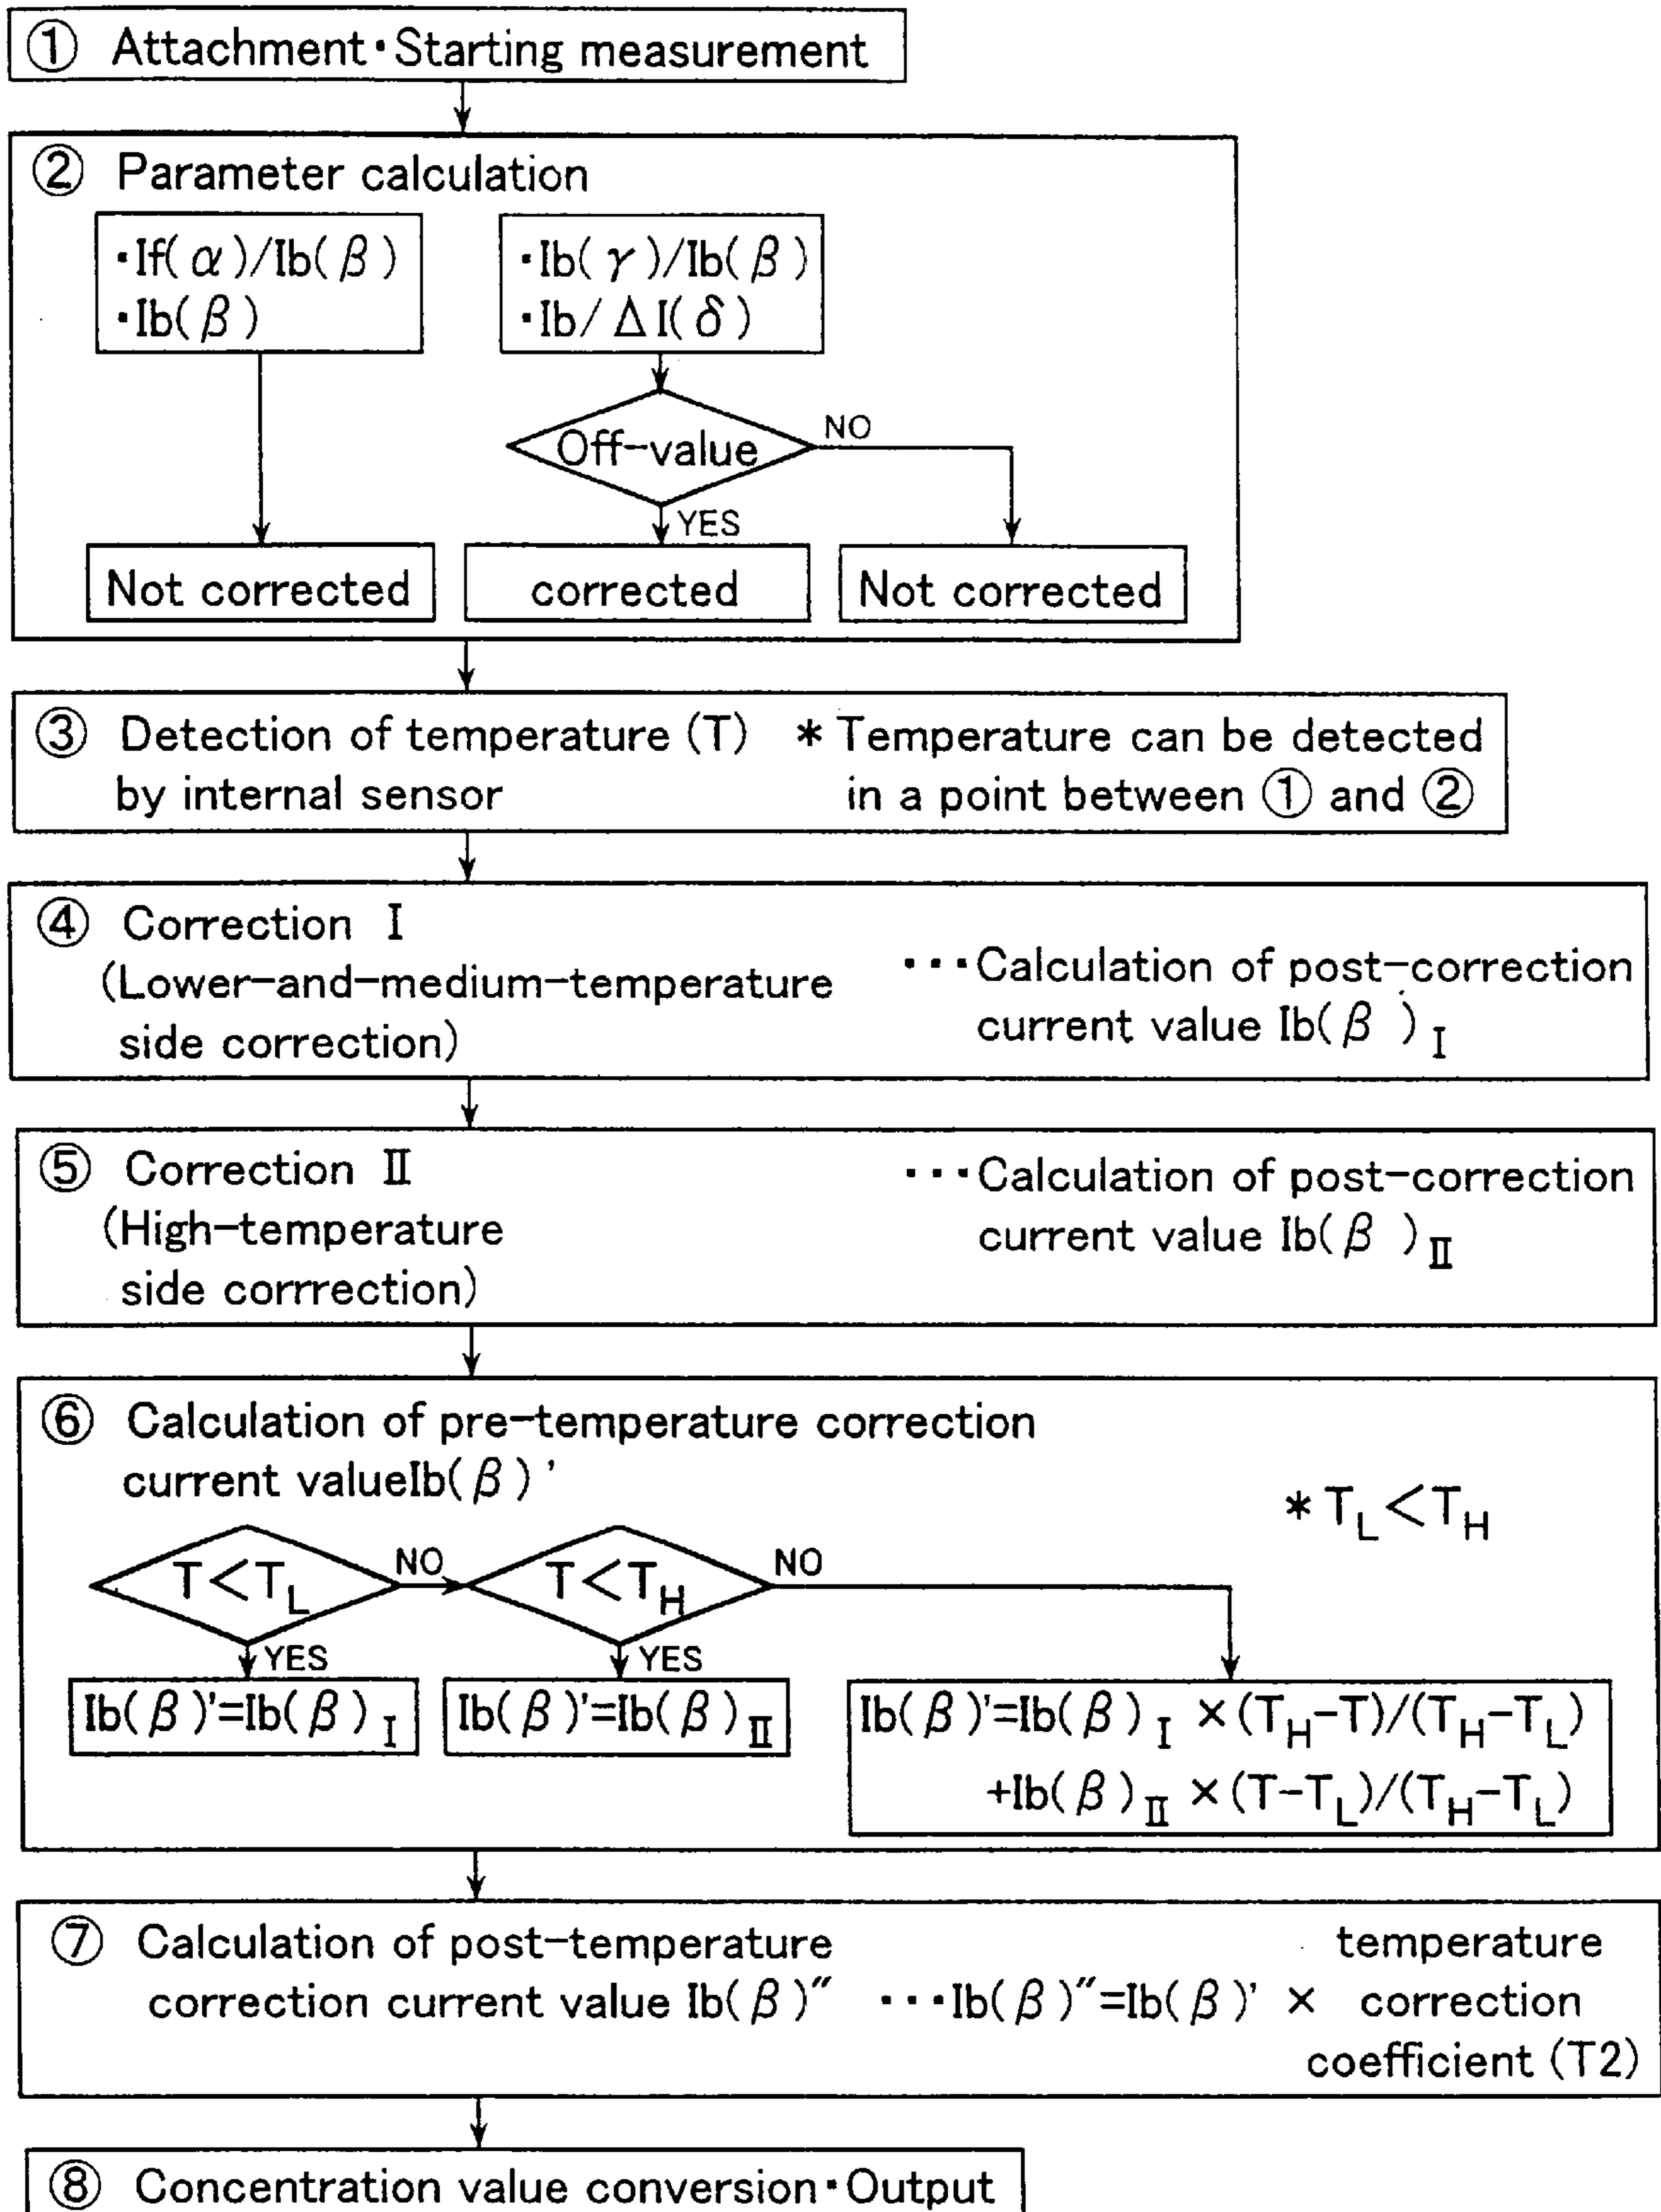 ① Attachment・Starting measurement
② Parameter calculation
・If(α)/Ib(β)
・Ib(β)
・Ib(γ)/Ib(β)
・Ib/ΔI(δ)
Off-value
NO
YES
Not corrected
corrected
Not corrected
③ Detection of temperature (T)
by internal sensor
* Temperature can be detected
in a point between ① and ②
④ Correction Ⅰ
(Lower-and-medium-temperature
side correction)
・・・Calculation of post-correction
current value Ib(β )Ⅰ
⑤ Correction Ⅱ
(High-temperature
side corrrection)
・・・Calculation of post-correction
current value Ib(β )Ⅱ
⑥ Calculation of pre-temperature correction
current valueIb(β)'
* TL<TH
T<TL
NO
T<TH
NO
YES
YES
Ib(β)'=Ib(β)Ⅰ
Ib(β)'=Ib(β)Ⅱ
Ib(β)'=Ib(β)Ⅰ ×(TH-T)/(TH-TL)
+Ib(β)Ⅱ ×(T-TL)/(TH-TL)
⑦ Calculation of post-temperature
correction current value Ib(β)″
・・・Ib(β)″=Ib(β)' ×
temperature
correction
coefficient (T2)
⑧ Concentration value conversion・Output